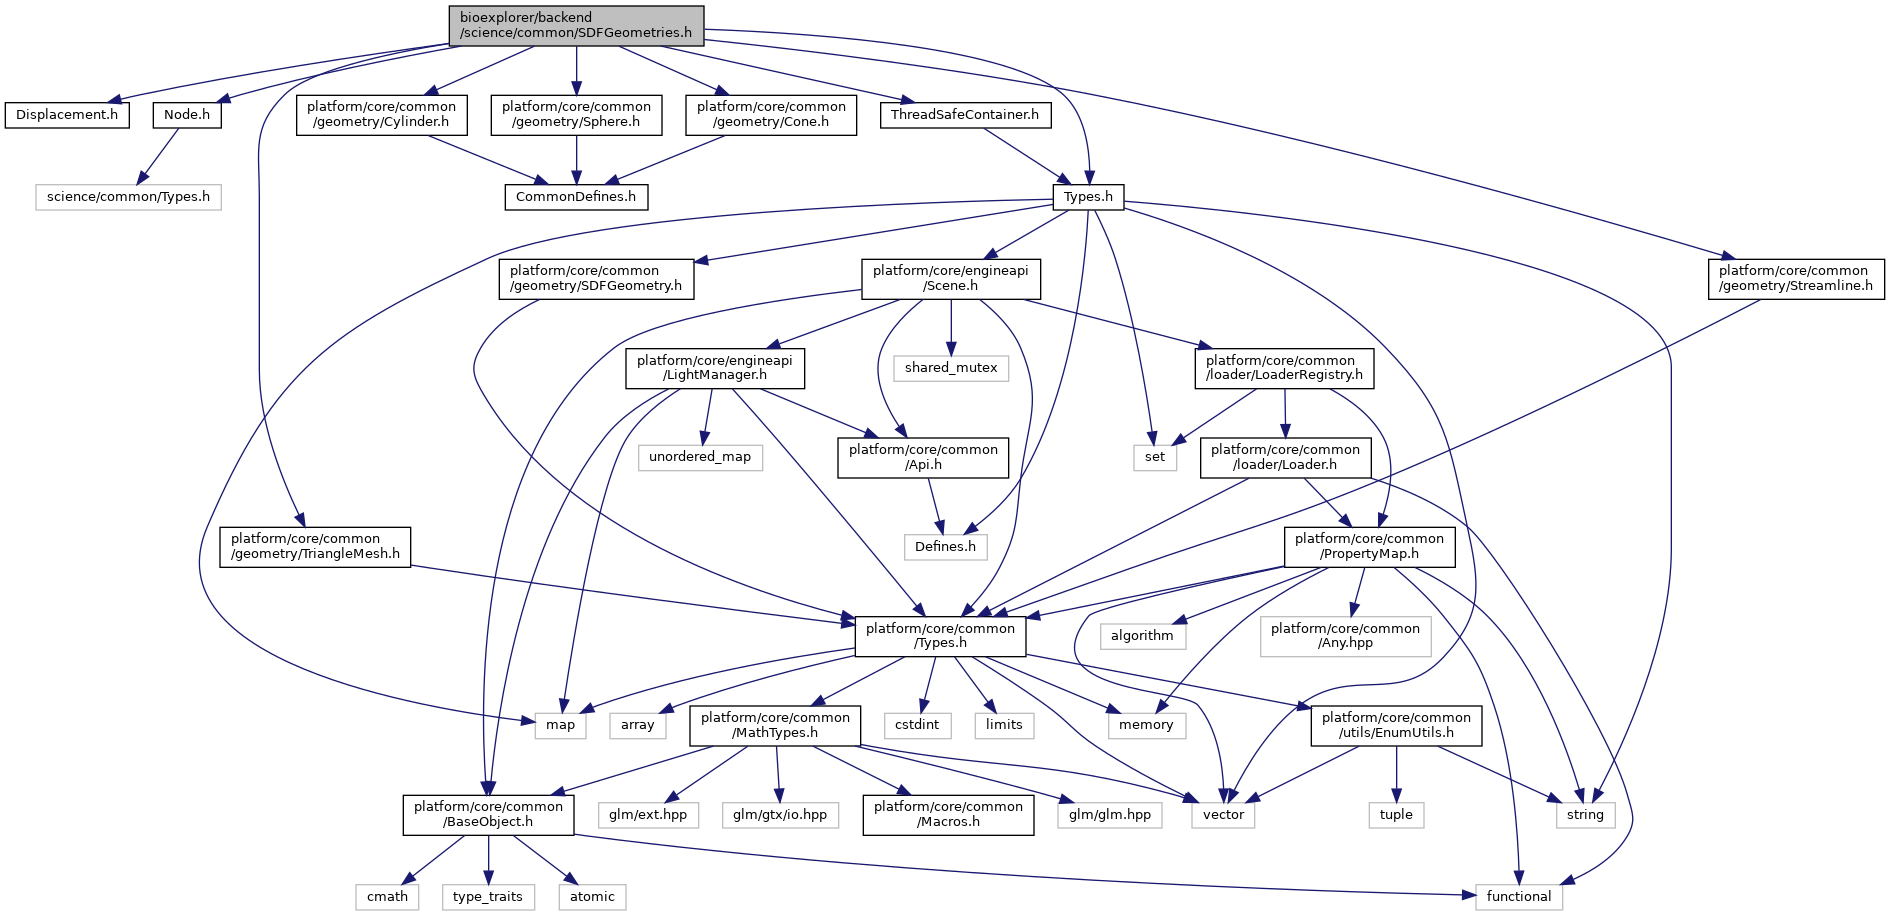 bioexplorer/backend
/science/common/SDFGeometries.h
Displacement.h
Node.h
platform/core/common
/geometry/Cylinder.h
platform/core/common
/geometry/Sphere.h
platform/core/common
/geometry/Cone.h
ThreadSafeContainer.h
science/common/Types.h
CommonDefines.h
Types.h
platform/core/common
/geometry/SDFGeometry.h
platform/core/engineapi
/Scene.h
platform/core/common
/geometry/Streamline.h
platform/core/engineapi
/LightManager.h
shared_mutex
platform/core/common
/loader/LoaderRegistry.h
unordered_map
platform/core/common
/Api.h
set
platform/core/common
/loader/Loader.h
platform/core/common
/geometry/TriangleMesh.h
Defines.h
platform/core/common
/PropertyMap.h
platform/core/common
/Types.h
algorithm
platform/core/common
/Any.hpp
map
array
platform/core/common
/MathTypes.h
cstdint
limits
memory
platform/core/common
/utils/EnumUtils.h
platform/core/common
/BaseObject.h
glm/ext.hpp
glm/gtx/io.hpp
platform/core/common
/Macros.h
glm/glm.hpp
vector
tuple
string
cmath
type_traits
atomic
functional